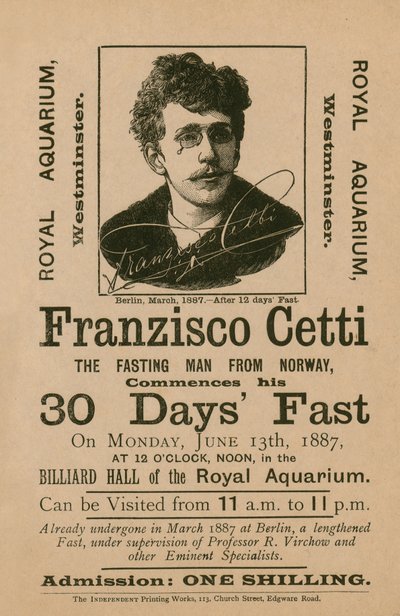 ROYAL AQUARIUM,
Westminster.
ROYAL AQUARIUM,
Westminster.
Franzisco Cetti
Berlin, March, 1887.—After 12 days' Fast
Franzisco Cetti
THE FASTING MAN FROM NORWAY,
Commences his
30 Days' Fast
On Monday, June 13th, 1887,
AT 12 O'CLOCK, NOON, in the
BILLIARD HALL of the Royal Aquarium.
Can be Visited from 11 a.m. to 11 p.m.
Already undergone in March 1887 at Berlin, a lengthened
Fast, under supervision of Professor R. Virchow and
other Eminent Specialists.
Admission: ONE SHILLING.
The INDEPENDENT Printing Works, 113, Church Street, Edgware Road.